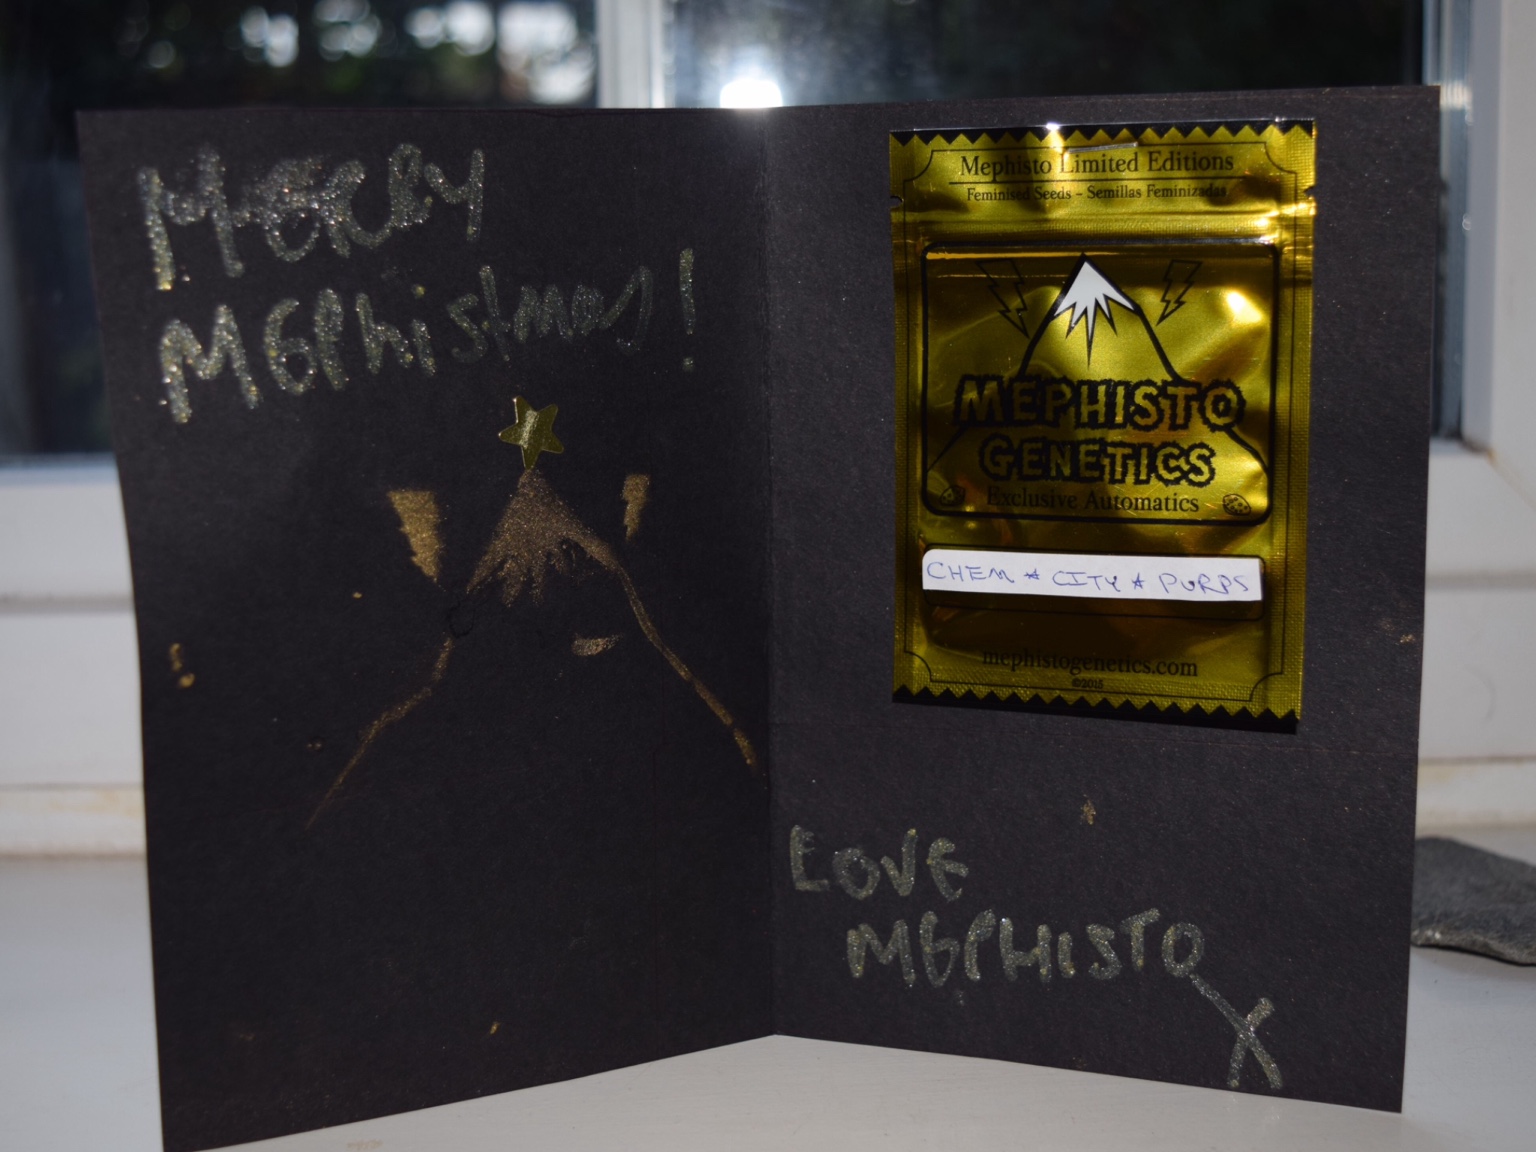 Merry
Mephistmas!
Mephisto Limited Editions
Feminised Seeds - Semillas Feminizadas
MEPHISTO
GENETICS
Exclusive Automatics
CHEM * CITY * PURPS
mephistogenetics.com
©2015
LOVE
MEPHISTO
X